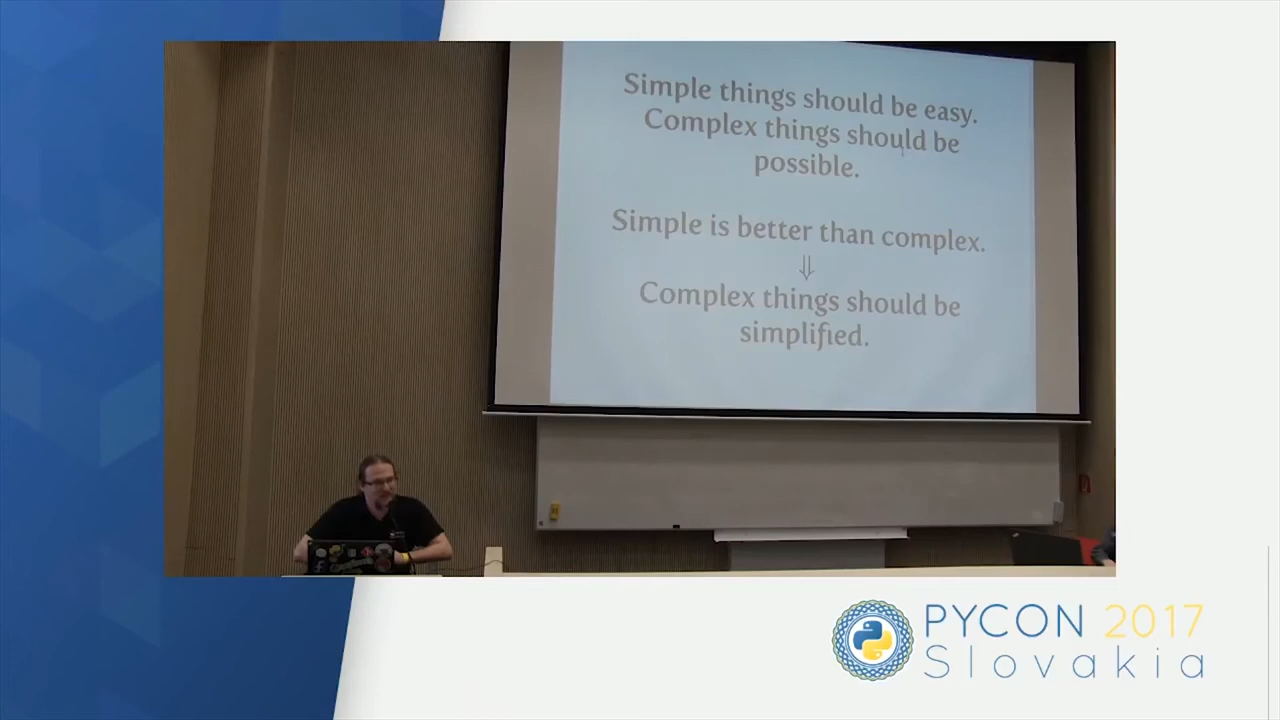 Simple things should be easy.
Complex things should be
possible.
Simple is better than complex.
⇓
Complex things should be
simplified.
PYCON 2017
Slovakia